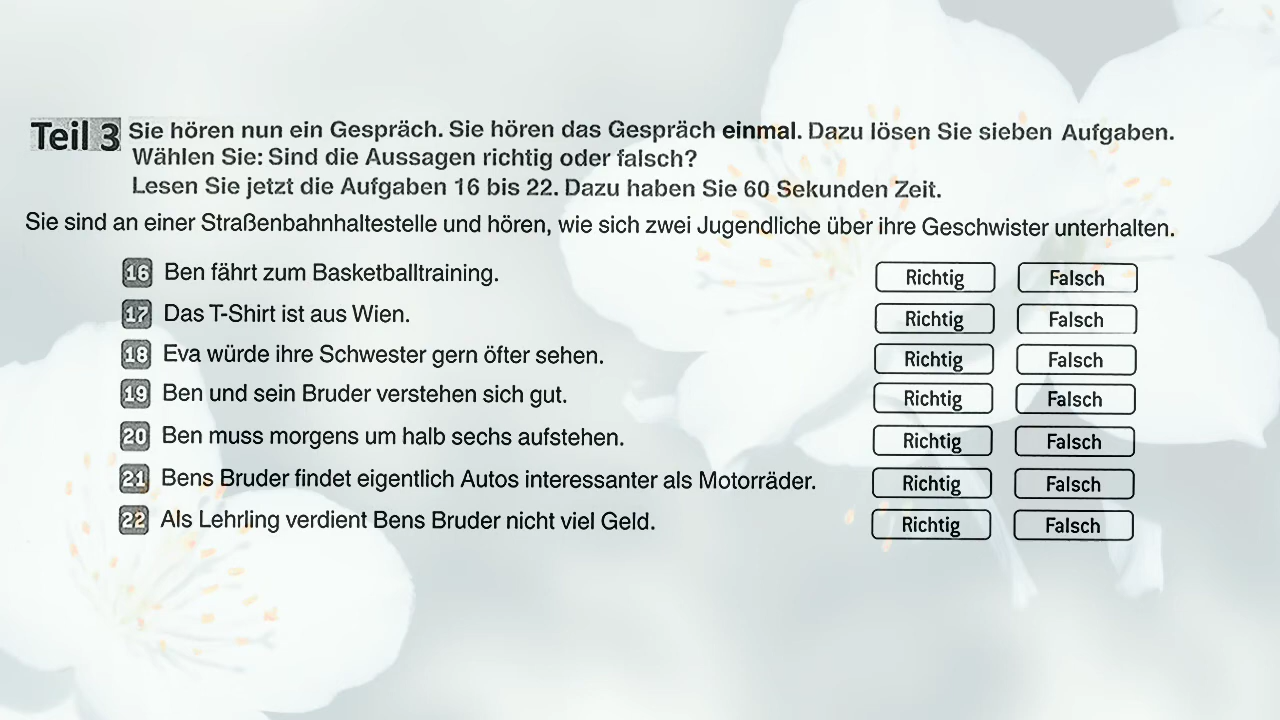 Teil 3 Sie hören nun ein Gespräch. Sie hören das Gespräch einmal. Dazu lösen Sie sieben Aufgaben.
Wählen Sie: Sind die Aussagen richtig oder falsch?
Lesen Sie jetzt die Aufgaben 16 bis 22. Dazu haben Sie 60 Sekunden Zeit.
Sie sind an einer Straßenbahnhaltestelle und hören, wie sich zwei Jugendliche über ihre Geschwister unterhalten.
16 Ben fährt zum Basketballtraining. Richtig Falsch
17 Das T-Shirt ist aus Wien. Richtig Falsch
18 Eva würde ihre Schwester gern öfter sehen. Richtig Falsch
19 Ben und sein Bruder verstehen sich gut. Richtig Falsch
20 Ben muss morgens um halb sechs aufstehen. Richtig Falsch
21 Bens Bruder findet eigentlich Autos interessanter als Motorräder. Richtig Falsch
22 Als Lehrling verdient Bens Bruder nicht viel Geld. Richtig Falsch